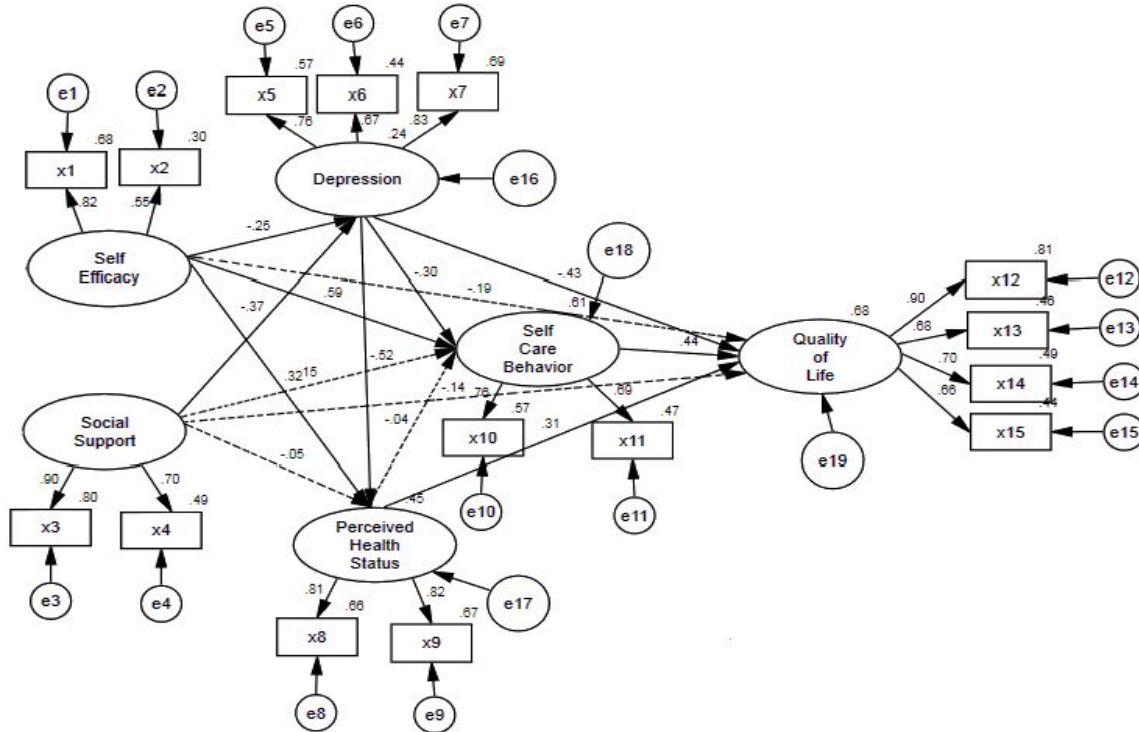 e5
e6
e7
.57
.44
.69
e1
e2
x5
x6
x7
.76
.67
.83
.68
.30
.24
x1
x2
Depression
e16
.82
.55
-.25
e18
Self
Efficacy
-.30
-.43
.81
x12
e12
.59
-.19
.90
.46
-.37
.61
.68
.68
x13
e13
Self
Care
Behavior
.44
Quality
of
Life
.70
.49
x14
e14
.32
.15
-.52
-.14
.66
.44
x15
e15
.76
.69
Social
Support
-.04
.57
.31
.47
x10
x11
e19
-.05
.90
.70
.45
e10
e11
.80
.49
x3
x4
Perceived
Health
Status
e3
e4
e17
.81
.82
.66
.67
x8
x9
e8
e9